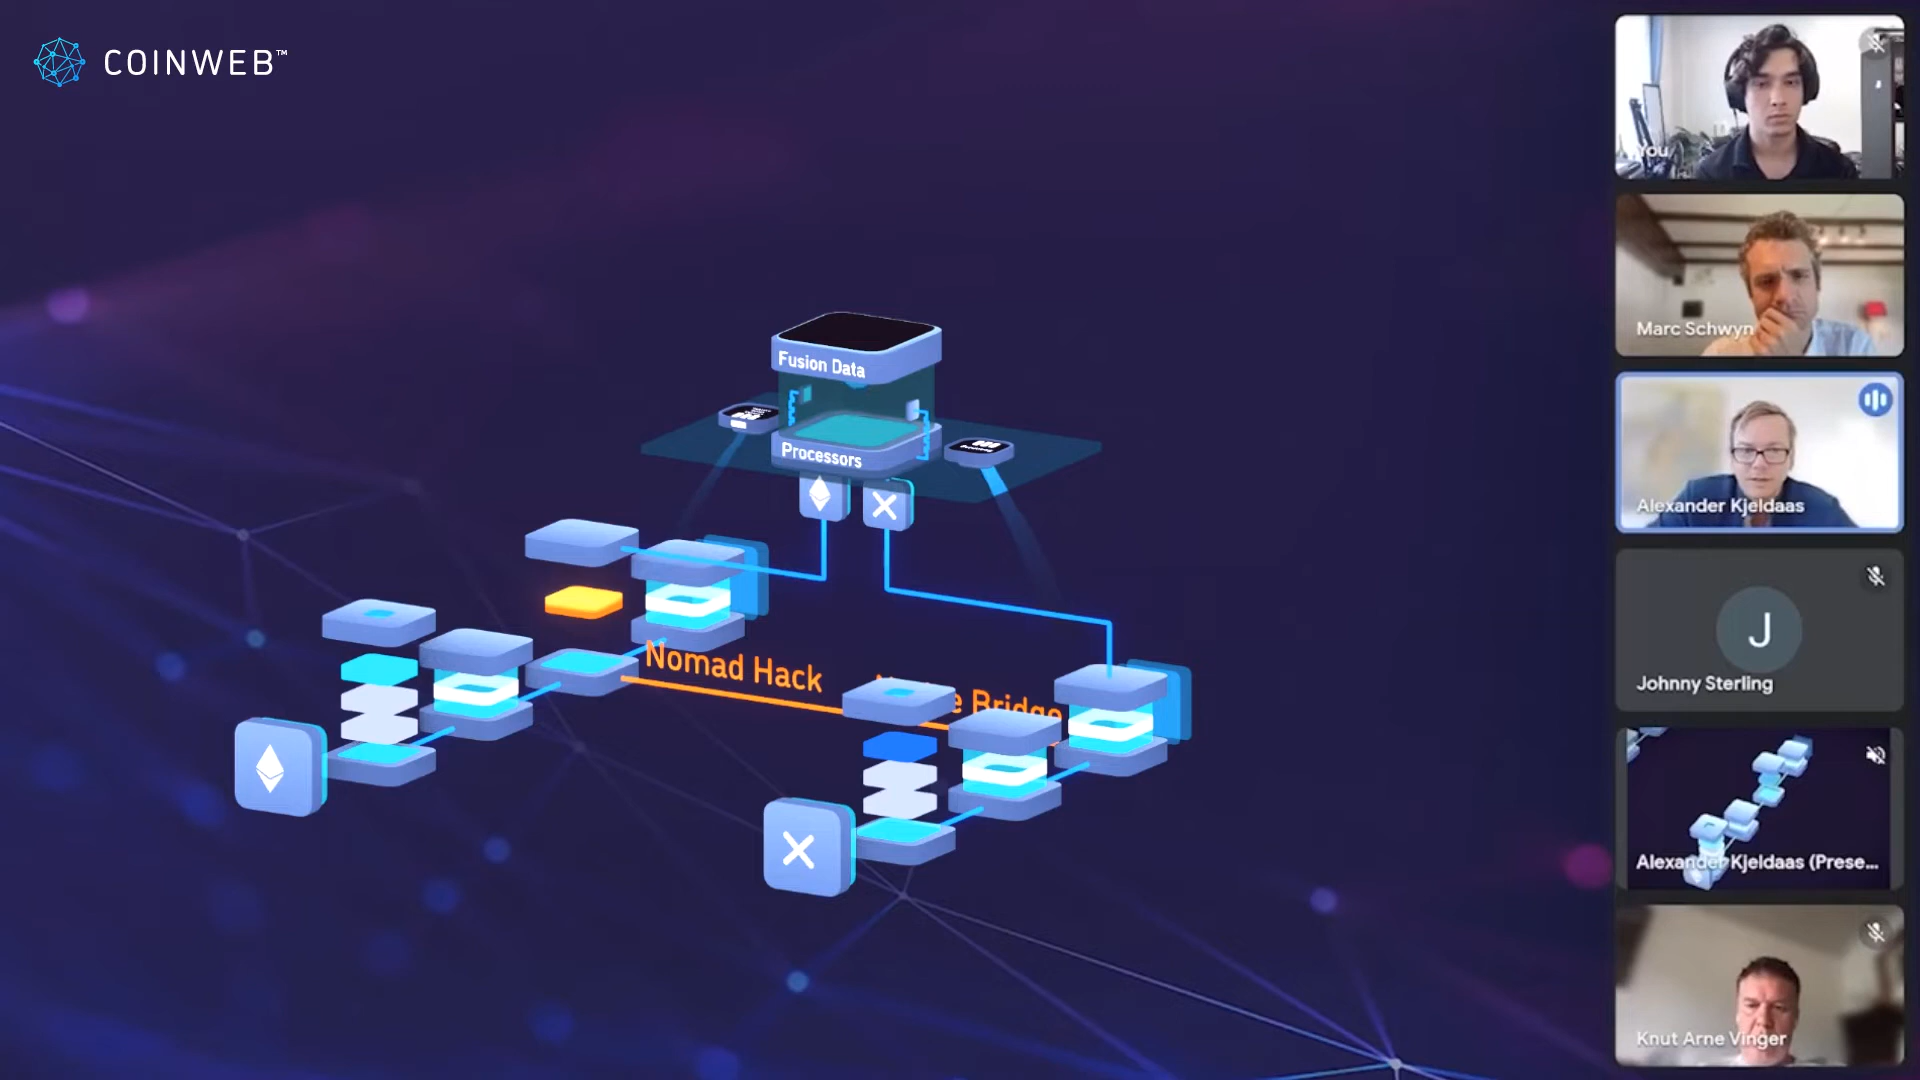 COINWEB™
Fusion Data
Processors
Nomad Hack
Bridge
You
Marc Schwyn
Alexander Kjeldaas
J
Johnny Sterling
Alexander Kjeldaas (Prese...
Knut Arne Vinger